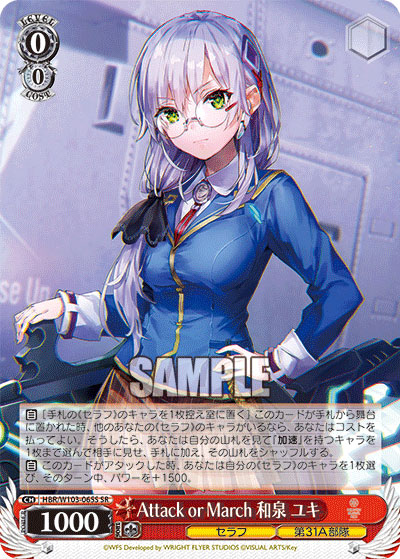 LEVEL
0
0
COST
se Up
SAMPLE
自 [手札の《セラフ》のキャラを1枚控え室に置く] このカードが手札から舞台
に置かれた時、他のあなたの《セラフ》のキャラがいるなら、あなたはコストを
払ってよい。そうしたら、あなたは自分の山札を見て「加速」を持つキャラを
1枚まで選んで相手に見せ、手札に加え、その山札をシャッフルする。
自 このカードがアタックした時、あなたは自分の《セラフ》のキャラを1枚選
び、そのターン中、パワーを+1500。
CH HBR/W103-065S SR
1000
Attack or March 和泉 ユキ
セラフ 第31A部隊
©WFS Developed by WRIGHT FLYER STUDIOS ©VISUAL ARTS/Key